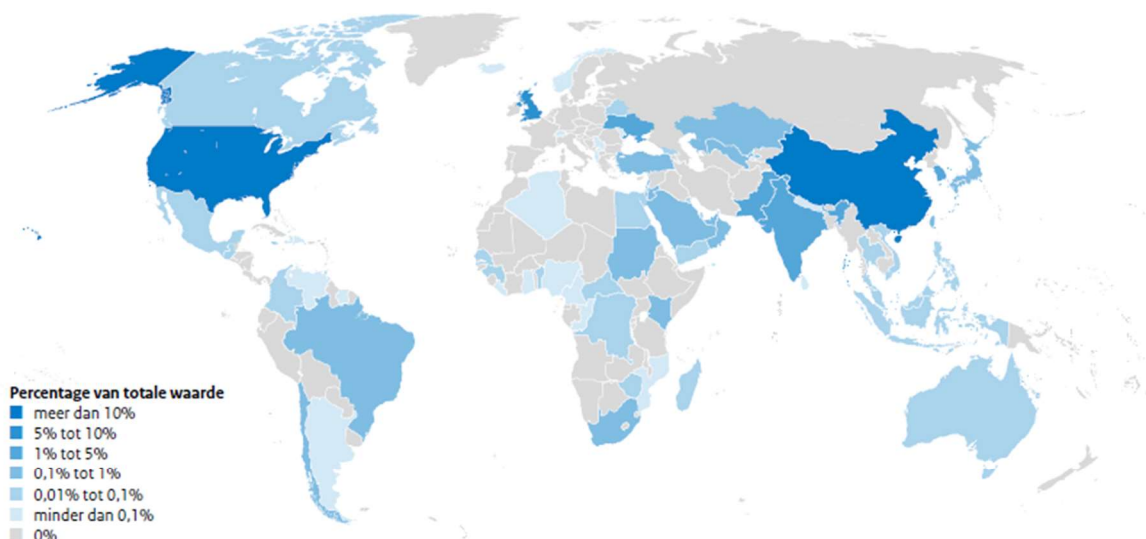 Percentage van totale waarde
meer dan 10%
5% tot 10%
1% tot 5%
0,1% tot 1%
0,01% tot 0,1%
minder dan 0,1%
0%